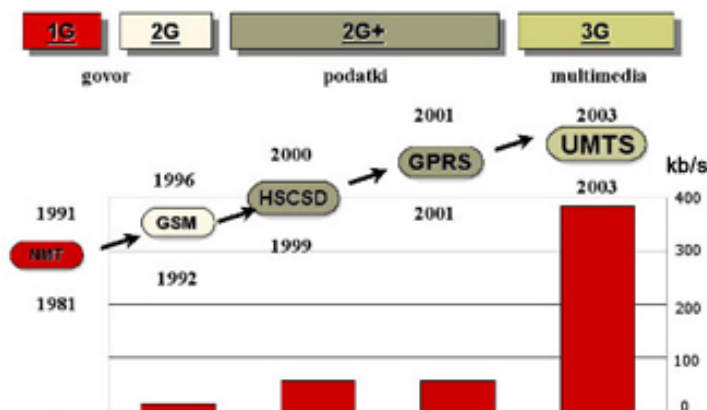 1G 2G 2G+ 3G
govor podatki multimedia
2001 2003
GPRS UMTS
2000
HSCSD
kb/s
1996
GSM
1991
NMT
2003
400
2001
1999
300
1992
1981
200
100
0